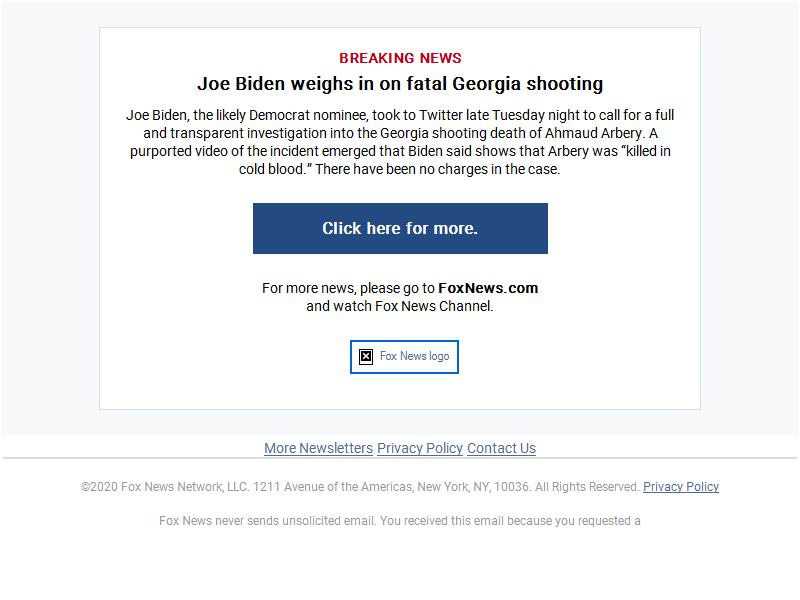 BREAKING NEWS
Joe Biden weighs in on fatal Georgia shooting
Joe Biden, the likely Democrat nominee, took to Twitter late Tuesday night to call for a full
and transparent investigation into the Georgia shooting death of Ahmaud Arbery. A
purported video of the incident emerged that Biden said shows that Arbery was “killed in
cold blood.” There have been no charges in the case.
Click here for more.
For more news, please go to FoxNews.com
and watch Fox News Channel.
Fox News logo
More Newsletters Privacy Policy Contact Us
©2020 Fox News Network, LLC. 1211 Avenue of the Americas, New York, NY, 10036. All Rights Reserved. Privacy Policy
Fox News never sends unsolicited email. You received this email because you requested a